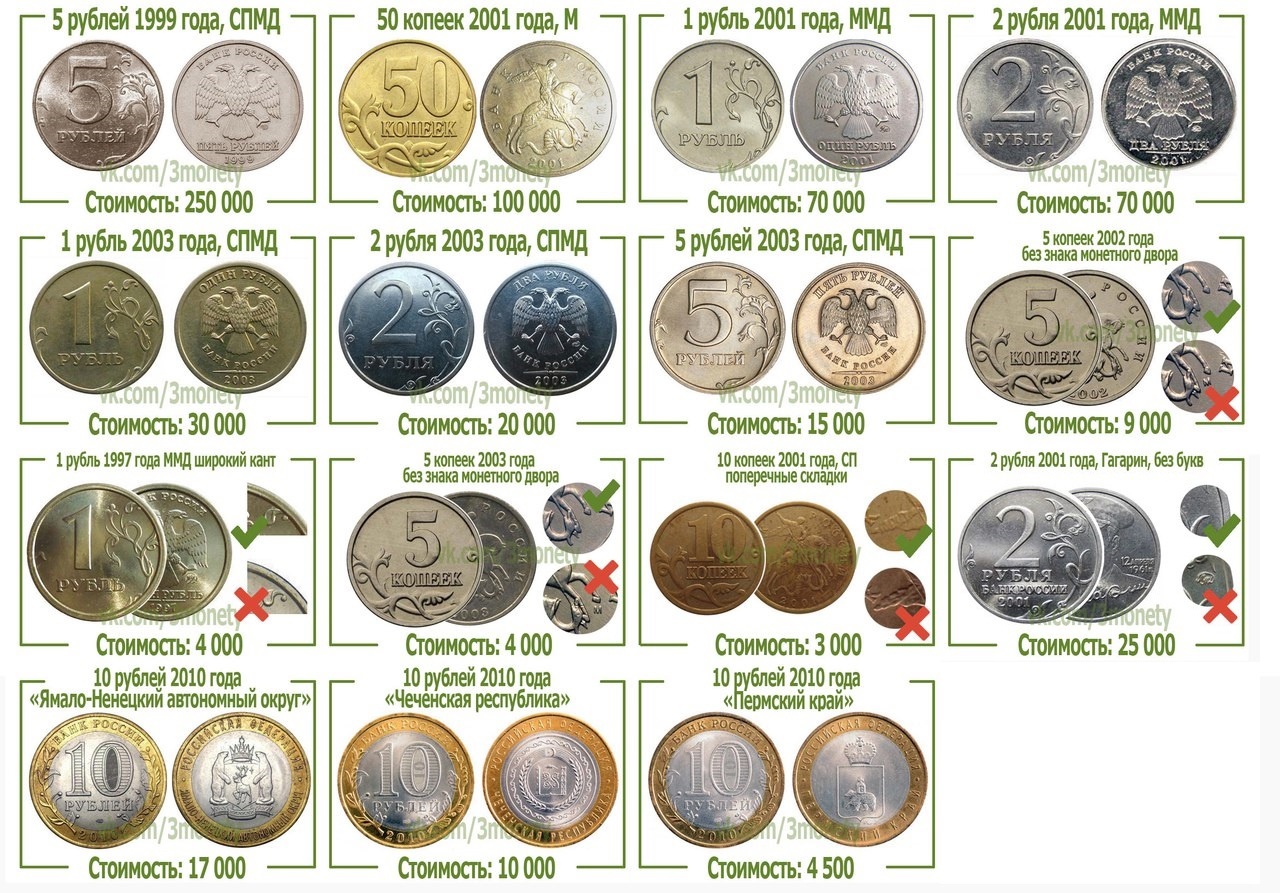 5 рублей 1999 года, СПМД
5
РУБЛЕЙ
БАНК РОССИИ
ПЯТЬ РУБЛЕЙ
1999
vk.com/3monety
Стоимость: 250 000
50 копеек 2001 года, М
50
КОПЕЕК
БАНК РОССИИ
2001
vk.com/3monety
Стоимость: 100 000
1 рубль 2001 года, ММД
1
РУБЛЬ
БАНК РОССИИ
ОДИН РУБЛЬ
2001
vk.com/3monety
Стоимость: 70 000
2 рубля 2001 года, ММД
2
РУБЛЯ
БАНК РОССИИ
ДВА РУБЛЯ
2001
vk.com/3monety
Стоимость: 70 000
1 рубль 2003 года, СПМД
1
РУБЛЬ
ОДИН РУБЛЬ
БАНК РОССИИ
2003
vk.com/3monety
Стоимость: 30 000
2 рубля 2003 года, СПМД
2
РУБЛЯ
ДВА РУБЛЯ
БАНК РОССИИ
2003
vk.com/3monety
Стоимость: 20 000
5 рублей 2003 года, СПМД
5
РУБЛЕЙ
ПЯТЬ РУБЛЕЙ
БАНК РОССИИ
2003
vk.com/3monety
Стоимость: 15 000
5 копеек 2002 года
без знака монетного двора
5
КОПЕЕК
РОССИИ
002
vk.com/3monety
Стоимость: 9 000
1 рубль 1997 года ММД широкий кант
1
РУБЛЬ
РОССИИ
РУБЛЬ
vk.com/3monety
Стоимость: 4 000
5 копеек 2003 года
без знака монетного двора
5
КОПЕЕК
РОССИИ
003
М
vk.com/3monety
Стоимость: 4 000
10 копеек 2001 года, СП
поперечные складки
10
КОПЕЕК
vk.com/3monety
Стоимость: 3 000
2 рубля 2001 года, Гагарин, без букв
2
РУБЛЯ
БАНК РОССИИ
2001
12 АПРЕЛЯ
1961 г.
vk.com/3monety
Стоимость: 25 000
10 рублей 2010 года
«Ямало-Ненецкий автономный округ»
БАНК РОССИИ
10
РУБЛЕЙ
2010
РОССИЙСКАЯ ФЕДЕРАЦИЯ
ЯМАЛО-НЕНЕЦКИЙ АВТОНОМНЫЙ ОКРУГ
vk.com/3monety
Стоимость: 17 000
10 рублей 2010 года
«Чеченская республика»
БАНК РОССИИ
10
РУБЛЕЙ
2010
РОССИЙСКАЯ ФЕДЕРАЦИЯ
ЧЕЧЕНСКАЯ РЕСПУБЛИКА
vk.com/3monety
Стоимость: 10 000
10 рублей 2010 года
«Пермский край»
БАНК РОССИИ
10
РУБЛЕЙ
2010
РОССИЙСКАЯ ФЕДЕРАЦИЯ
ПЕРМСКИЙ КРАЙ
vk.com/3monety
Стоимость: 4 500